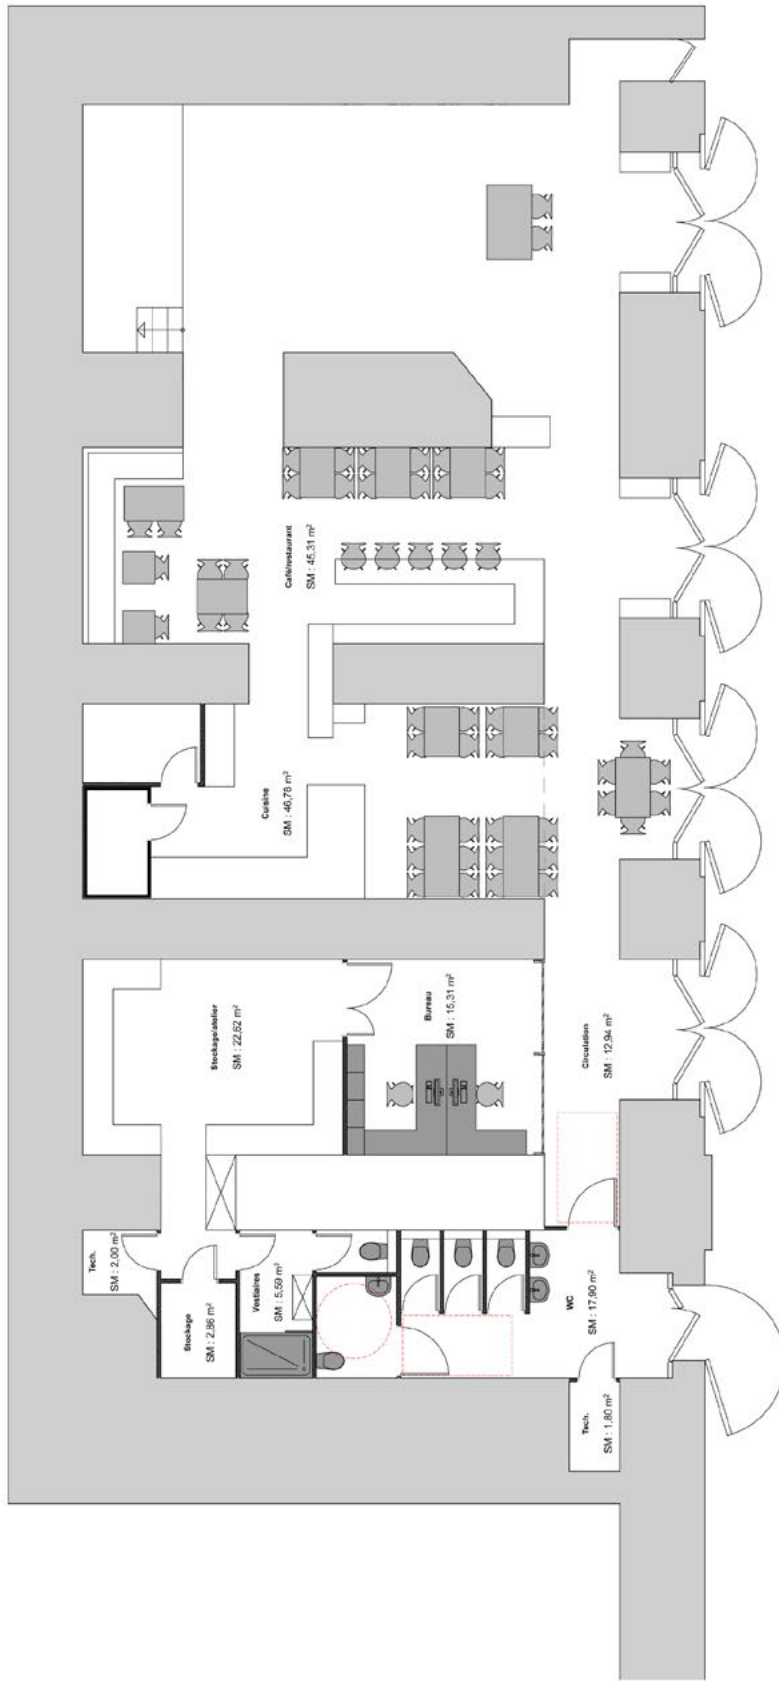 Café/restaurant
SM : 45,31 m²
Cuisine
SM : 46,78 m²
Stockage/atelier
SM : 22,62 m²
Bureau
SM : 15,31 m²
Circulation
SM : 12,94 m²
Tech.
SM : 2,00 m²
Stockage
SM : 2,86 m²
Vestiaires
SM : 5,59 m²
WC
SM : 17,90 m²
Tech.
SM : 1,80 m²